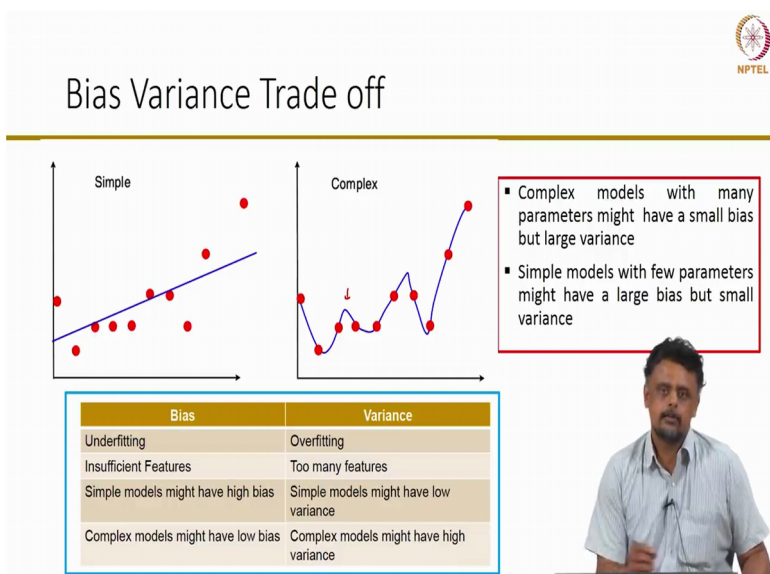 NPTEL
Bias Variance Trade off
Simple
Complex
▪ Complex models with many
parameters might have a small bias
but large variance
▪ Simple models with few parameters
might have a large bias but small
variance
Bias Variance
Underfitting Overfitting
Insufficient Features Too many features
Simple models might have high bias Simple models might have low
variance
Complex models might have low bias Complex models might have high
variance